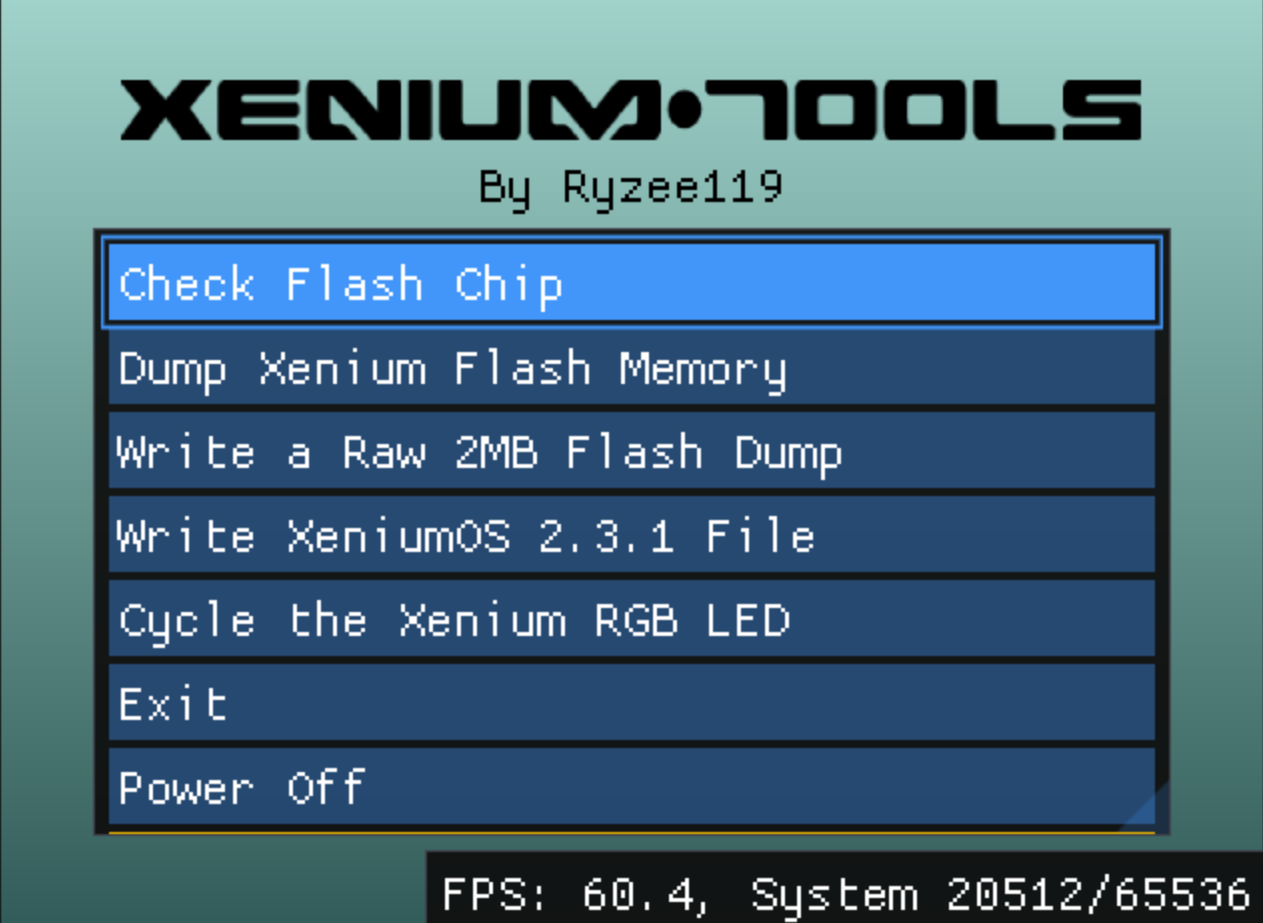 XENIUM•TOOLS
By Ryzee119
Check Flash Chip
Dump Xenium Flash Memory
Write a Raw 2MB Flash Dump
Write XeniumOS 2.3.1 File
Cycle the Xenium RGB LED
Exit
Power Off
FPS: 60.4, System 20512/65536